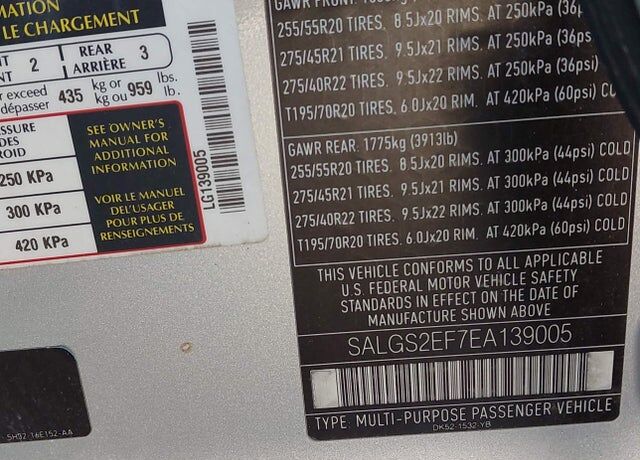 MATION
LE CHARGEMENT
NT 2 REAR 3
ARRIÈRE
r exceed 435 kg or 959 lbs.
dépasser kg ou lb.
SSURE
DES
ROID
250 KPa
300 KPa
420 KPa
SEE OWNER'S
MANUAL FOR
ADDITIONAL
INFORMATION
VOIR LE MANUEL
DEL'USAGER
POUR PLUS DE
RENSEIGNEMENTS
LG139005
5H32-16E152-AA
GAWR FRONT
255/55R20 TIRES. 8.5Jx20 RIMS. AT 250kPa (36p
275/45R21 TIRES. 9.5Jx21 RIMS. AT 250kPa (36ps
275/40R22 TIRES. 9.5Jx22 RIMS. AT 250kPa (36psi)
T195/70R20 TIRES. 6.0Jx20 RIM. AT 420kPa (60psi) CO
GAWR REAR. 1775kg (3913lb)
255/55R20 TIRES. 8.5Jx20 RIMS. AT 300kPa (44psi) COLD
275/45R21 TIRES. 9.5Jx21 RIMS. AT 300kPa (44psi) COLD
275/40R22 TIRES. 9.5Jx22 RIMS. AT 300kPa (44psi) COLD
T195/70R20 TIRES. 6.0Jx20 RIM. AT 420kPa (60psi) COLD
THIS VEHICLE CONFORMS TO ALL APPLICABLE
U.S. FEDERAL MOTOR VEHICLE SAFETY
STANDARDS IN EFFECT ON THE DATE OF
MANUFACTURE SHOWN ABOVE
SALGS2EF7EA139005
TYPE. MULTI-PURPOSE PASSENGER VEHICLE
DK52-1532-YB